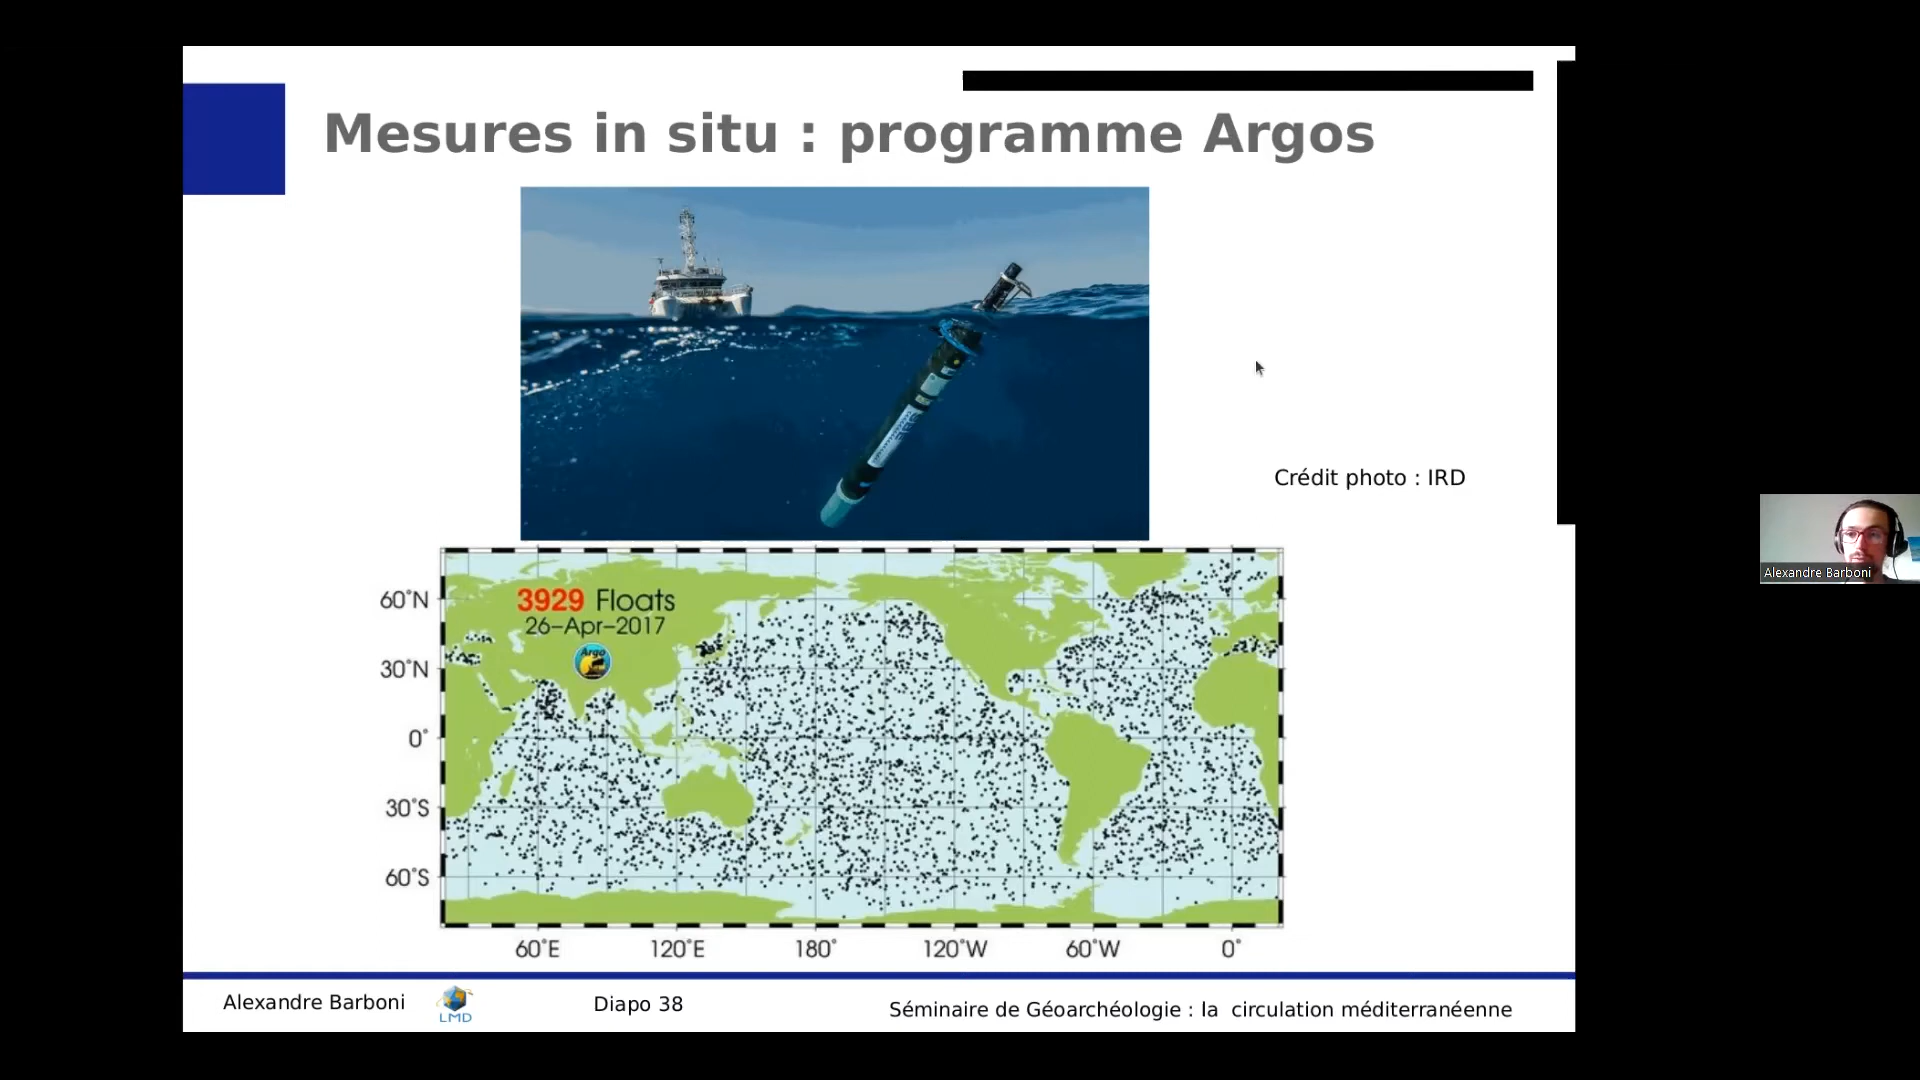 Mesures in situ : programme Argos
Crédit photo : IRD
3929 Floats
26-Apr-2017
Argo
60°N
30°N
0°
30°S
60°S
60°E 120°E 180° 120°W 60°W 0°
Alexandre Barboni
LMD
Diapo 38
Séminaire de Géoarchéologie : la circulation méditerranéenne
Alexandre Barboni